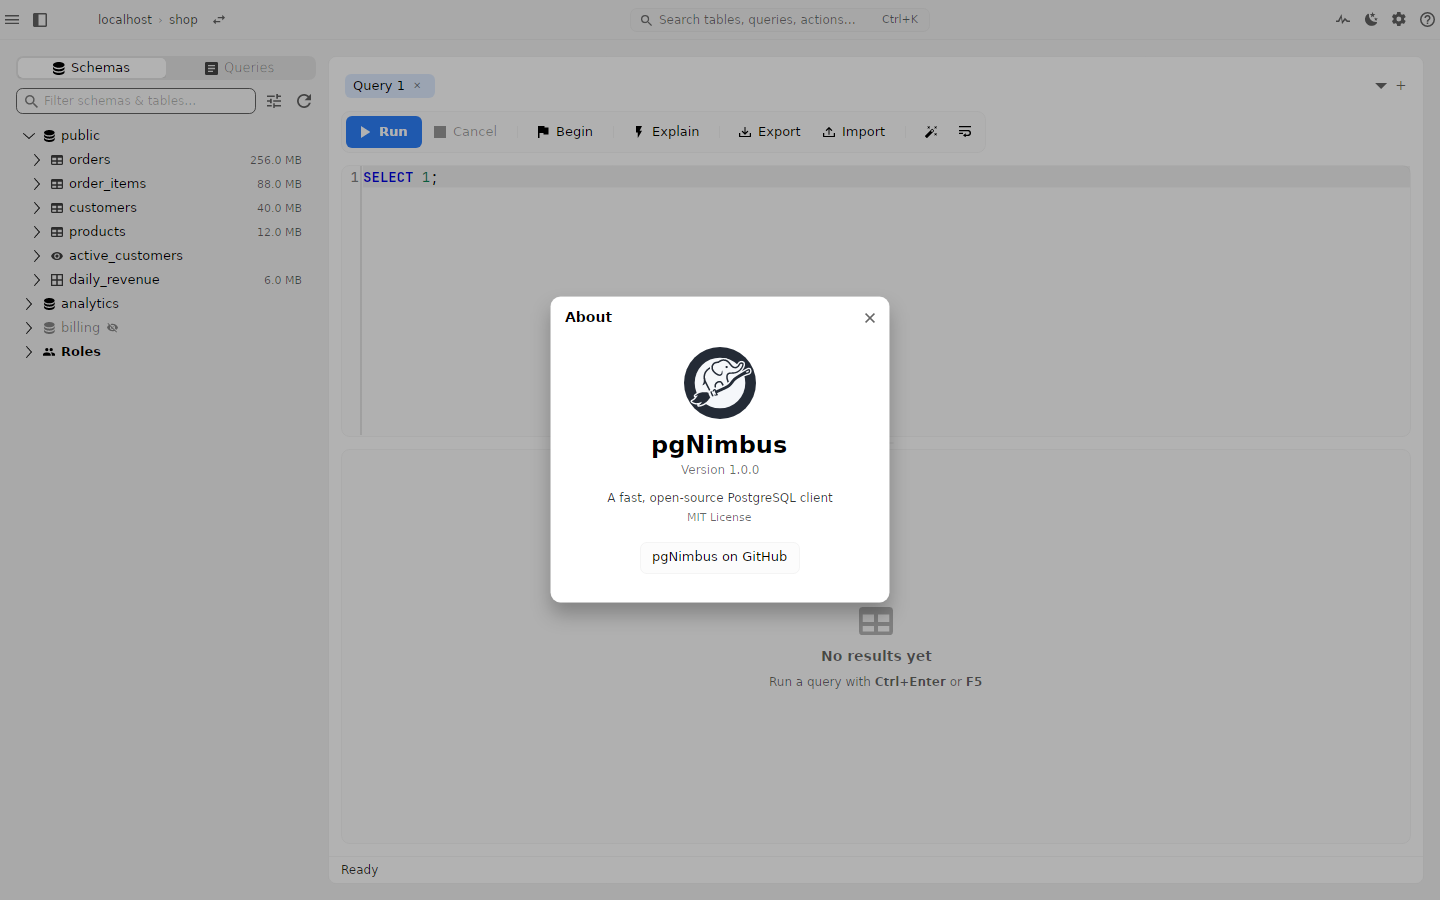 localhost › shop
Search tables, queries, actions... Ctrl+K
Schemas
Queries
Filter schemas & tables...
public
orders 256.0 MB
order_items 88.0 MB
customers 40.0 MB
products 12.0 MB
active_customers
daily_revenue 6.0 MB
analytics
billing
Roles
Query 1
Run Cancel Begin Explain Export Import
1 SELECT 1;
About
pgNimbus
Version 1.0.0
A fast, open-source PostgreSQL client
MIT License
pgNimbus on GitHub
No results yet
Run a query with Ctrl+Enter or F5
Ready